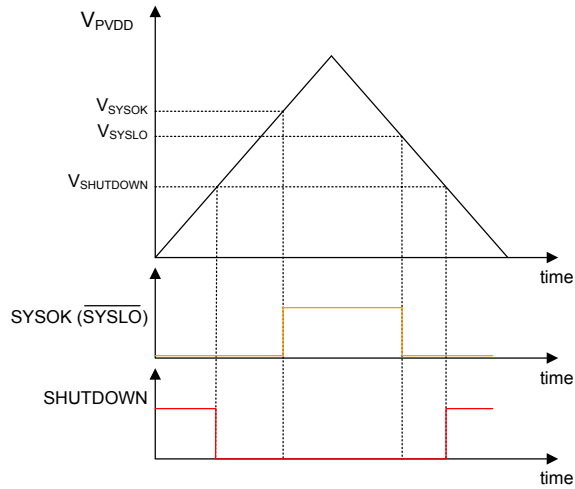 VPVDD
VSYSOK
VSYSLO
VSHUTDOWN
time
SYSOK (SYSLO)
time
SHUTDOWN
time